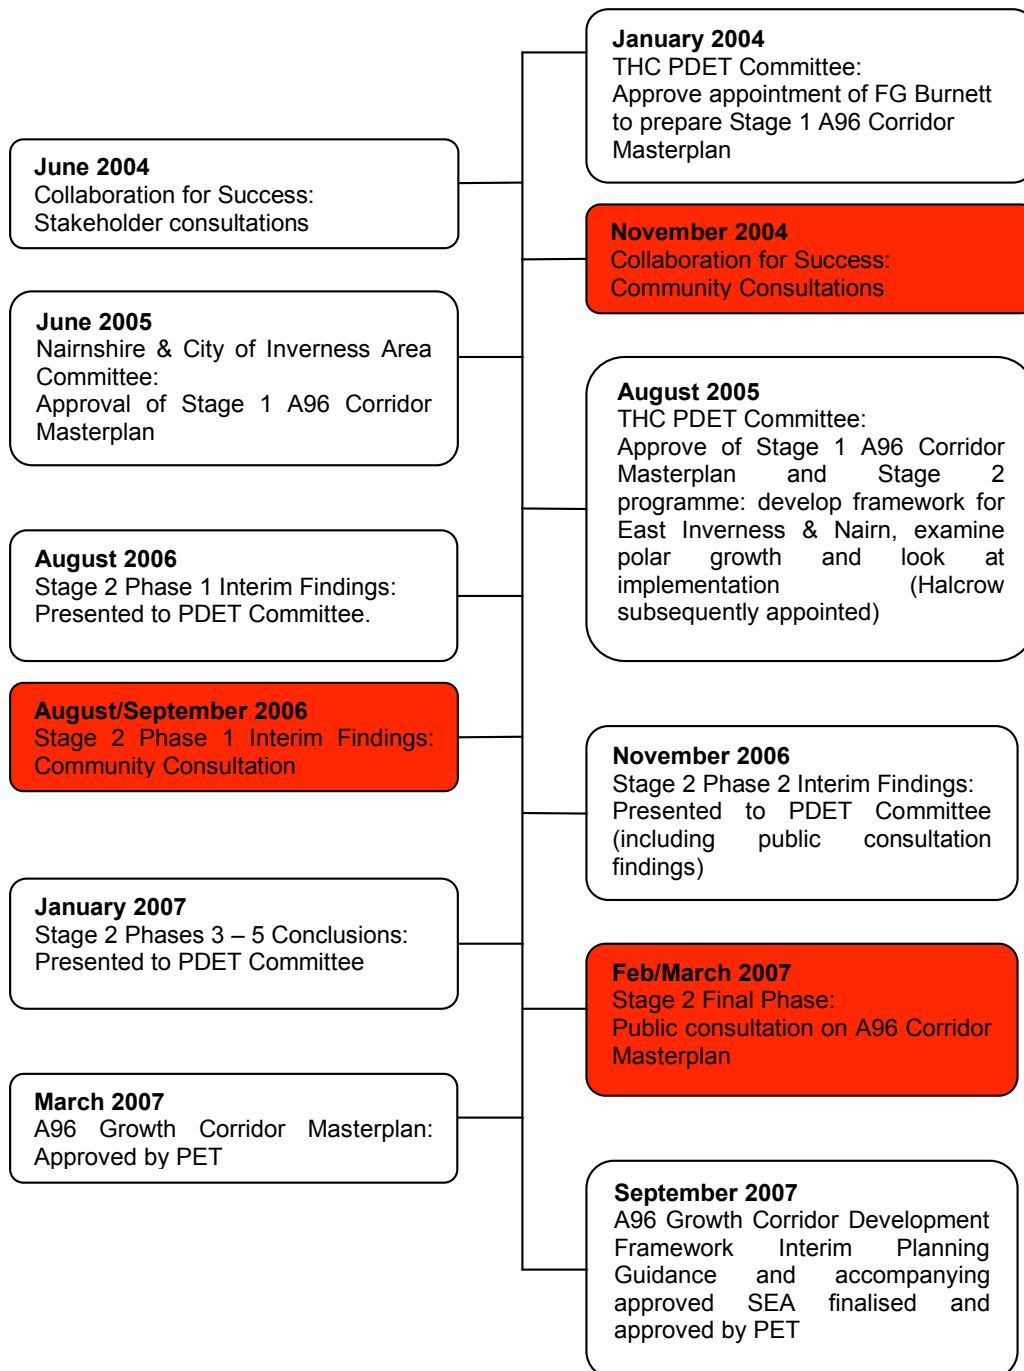 January 2004
THC PDET Committee:
Approve appointment of FG Burnett
to prepare Stage 1 A96 Corridor
Masterplan
June 2004
Collaboration for Success:
Stakeholder consultations
November 2004
Collaboration for Success:
Community Consultations
June 2005
Nairnshire & City of Inverness Area
Committee:
Approval of Stage 1 A96 Corridor
Masterplan
August 2005
THC PDET Committee:
Approve of Stage 1 A96 Corridor
Masterplan and Stage 2
programme: develop framework for
East Inverness & Nairn, examine
polar growth and look at
implementation (Halcrow
subsequently appointed)
August 2006
Stage 2 Phase 1 Interim Findings:
Presented to PDET Committee.
August/September 2006
Stage 2 Phase 1 Interim Findings:
Community Consultation
November 2006
Stage 2 Phase 2 Interim Findings:
Presented to PDET Committee
(including public consultation
findings)
January 2007
Stage 2 Phases 3 – 5 Conclusions:
Presented to PDET Committee
Feb/March 2007
Stage 2 Final Phase:
Public consultation on A96 Corridor
Masterplan
March 2007
A96 Growth Corridor Masterplan:
Approved by PET
September 2007
A96 Growth Corridor Development
Framework Interim Planning
Guidance and accompanying
approved SEA finalised and
approved by PET